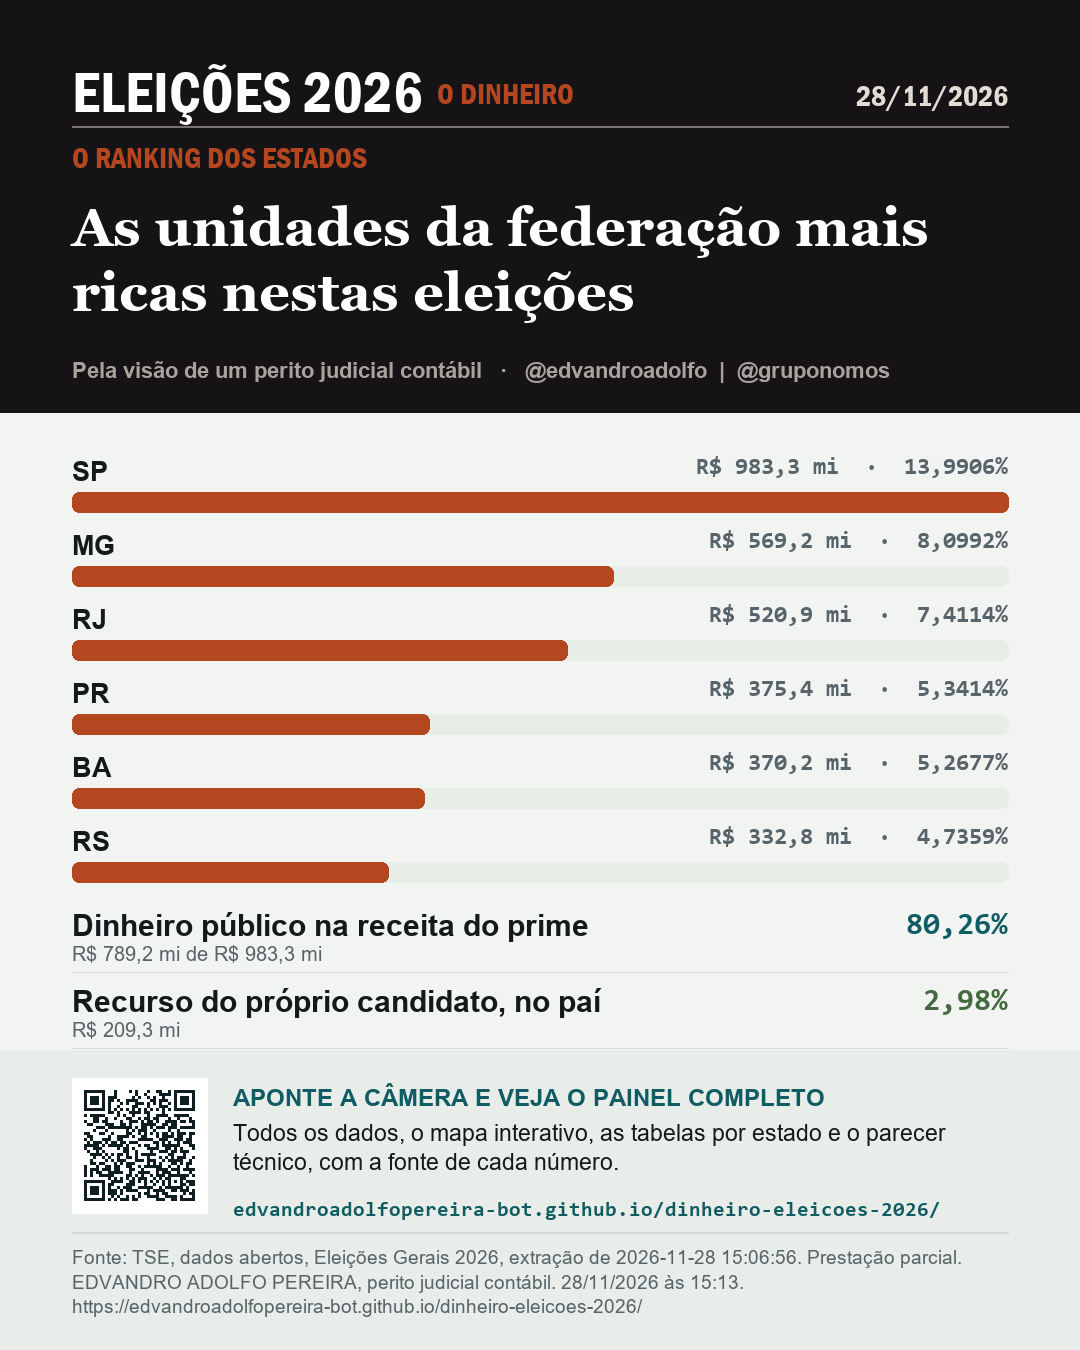 ELEIÇÕES 2026 O DINHEIRO 28/11/2026
O RANKING DOS ESTADOS
As unidades da federação mais
ricas nestas eleições
Pela visão de um perito judicial contábil · @edvandroadolfo | @gruponomos
SP R$ 983,3 mi · 13,9906%
MG R$ 569,2 mi · 8,0992%
RJ R$ 520,9 mi · 7,4114%
PR R$ 375,4 mi · 5,3414%
BA R$ 370,2 mi · 5,2677%
RS R$ 332,8 mi · 4,7359%
Dinheiro público na receita do prime 80,26%
R$ 789,2 mi de R$ 983,3 mi
Recurso do próprio candidato, no paí 2,98%
R$ 209,3 mi
APONTE A CÂMERA E VEJA O PAINEL COMPLETO
Todos os dados, o mapa interativo, as tabelas por estado e o parecer
técnico, com a fonte de cada número.
edvandroadolfopereira-bot.github.io/dinheiro-eleicoes-2026/
Fonte: TSE, dados abertos, Eleições Gerais 2026, extração de 2026-11-28 15:06:56. Prestação parcial.
EDVANDRO ADOLFO PEREIRA, perito judicial contábil. 28/11/2026 às 15:13.
https://edvandroadolfopereira-bot.github.io/dinheiro-eleicoes-2026/